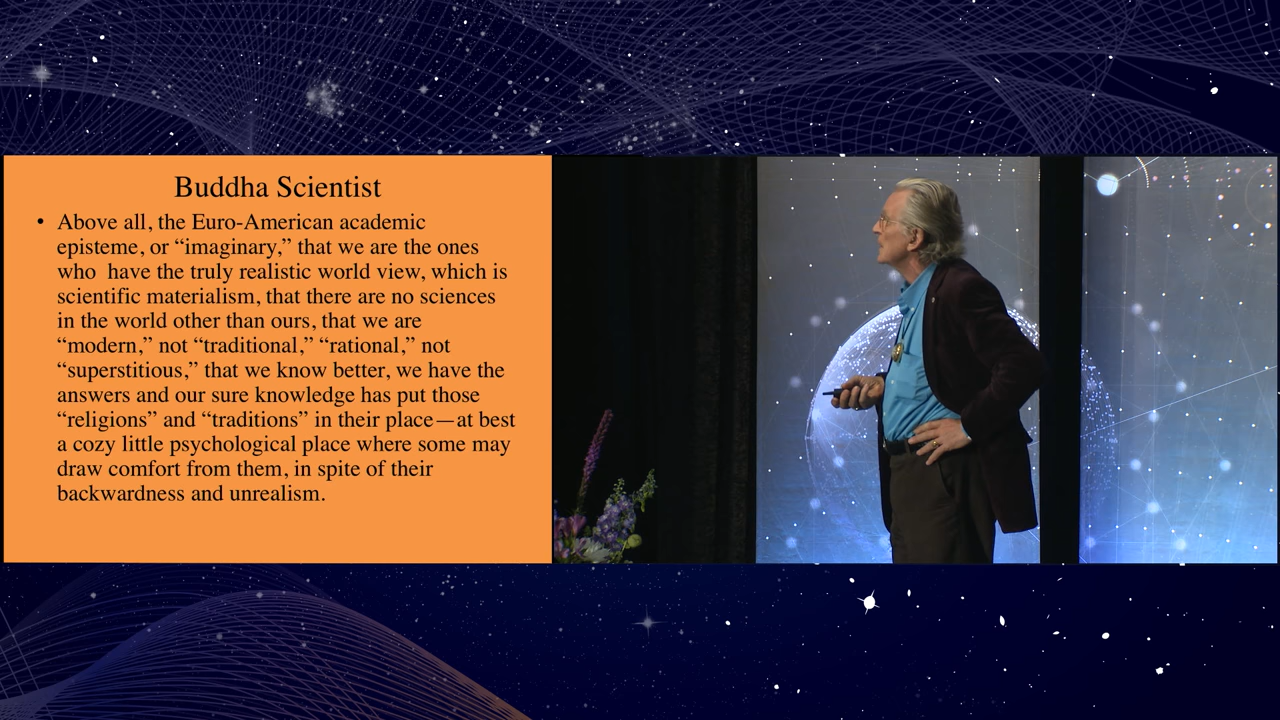 Buddha Scientist
• Above all, the Euro-American academic
episteme, or “imaginary,” that we are the ones
who  have the truly realistic world view, which is
scientific materialism, that there are no sciences
in the world other than ours, that we are
“modern,” not “traditional,” “rational,” not
“superstitious,” that we know better, we have the
answers and our sure knowledge has put those
“religions” and “traditions” in their place—at best
a cozy little psychological place where some may
draw comfort from them, in spite of their
backwardness and unrealism.